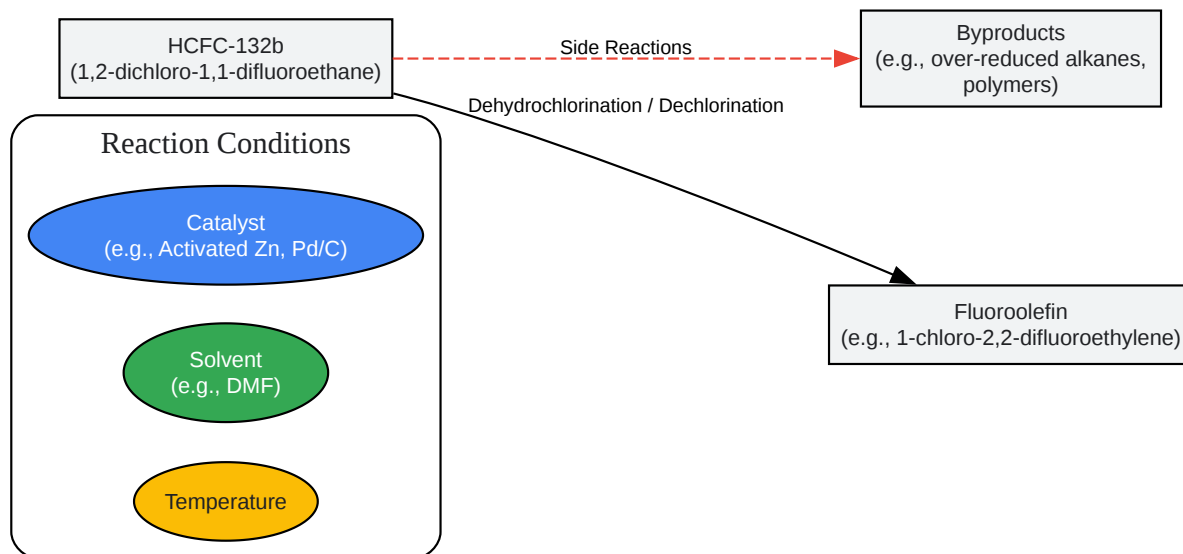 HCFC-132b
(1,2-dichloro-1,1-difluoroethane)
Side Reactions
Byproducts
(e.g., over-reduced alkanes,
polymers)
Dehydrochlorination / Dechlorination
Reaction Conditions
Catalyst
(e.g., Activated Zn, Pd/C)
Fluoroolefin
(e.g., 1-chloro-2,2-difluoroethylene)
Solvent
(e.g., DMF)
Temperature